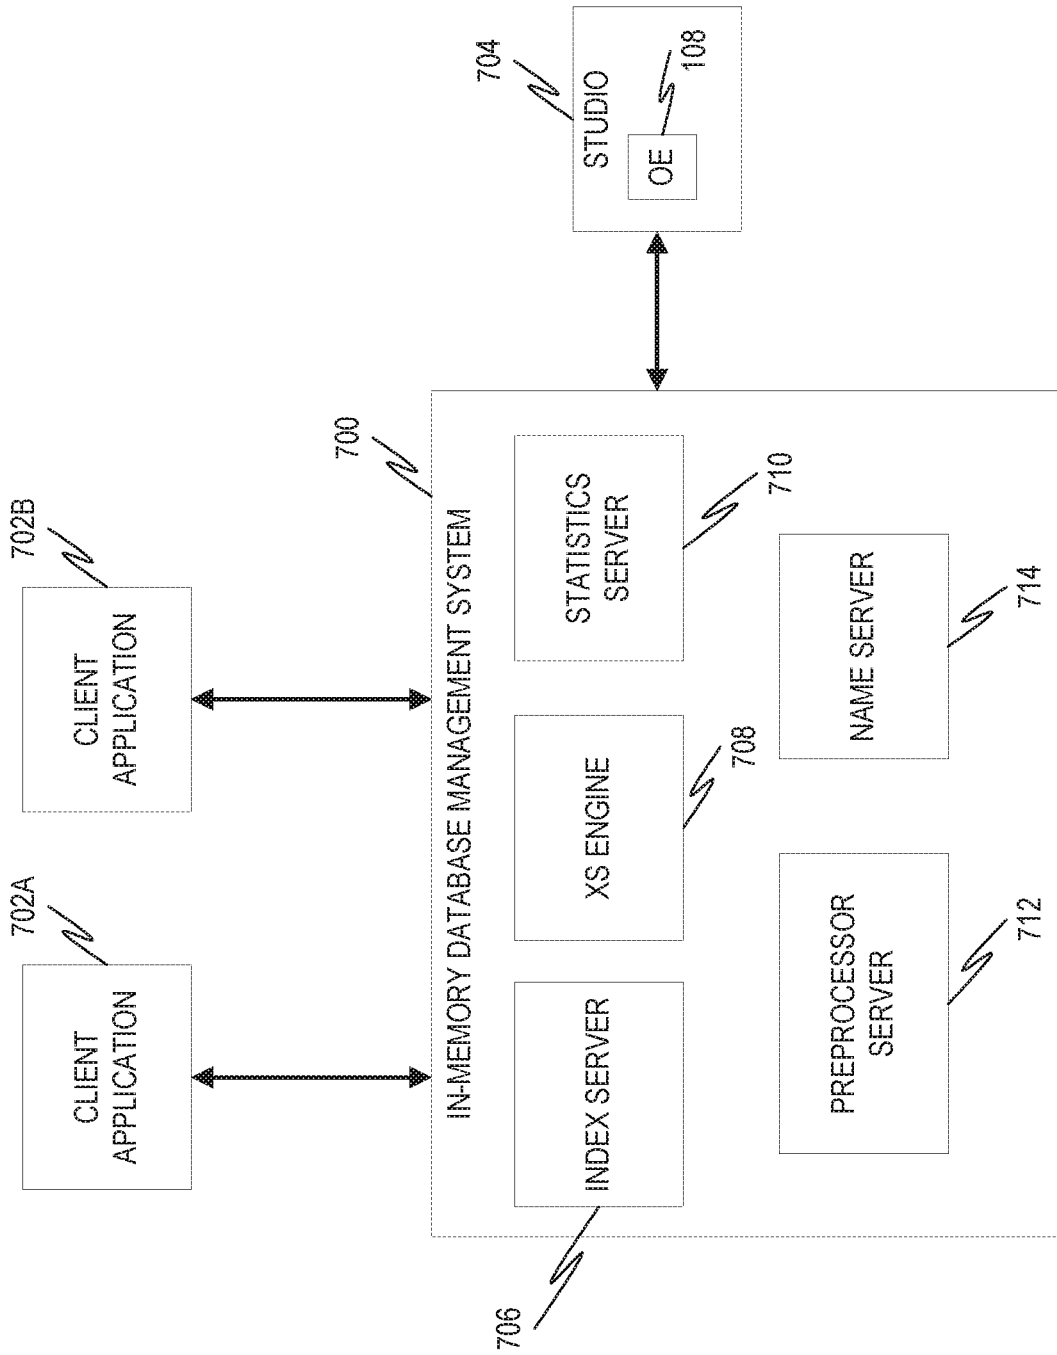 702A
702B
CLIENT
APPLICATION
CLIENT
APPLICATION
700
704
IN-MEMORY DATABASE MANAGEMENT SYSTEM
STUDIO
OE
108
INDEX SERVER
XS ENGINE
STATISTICS
SERVER
706
708
710
PREPROCESSOR
SERVER
NAME SERVER
712
714